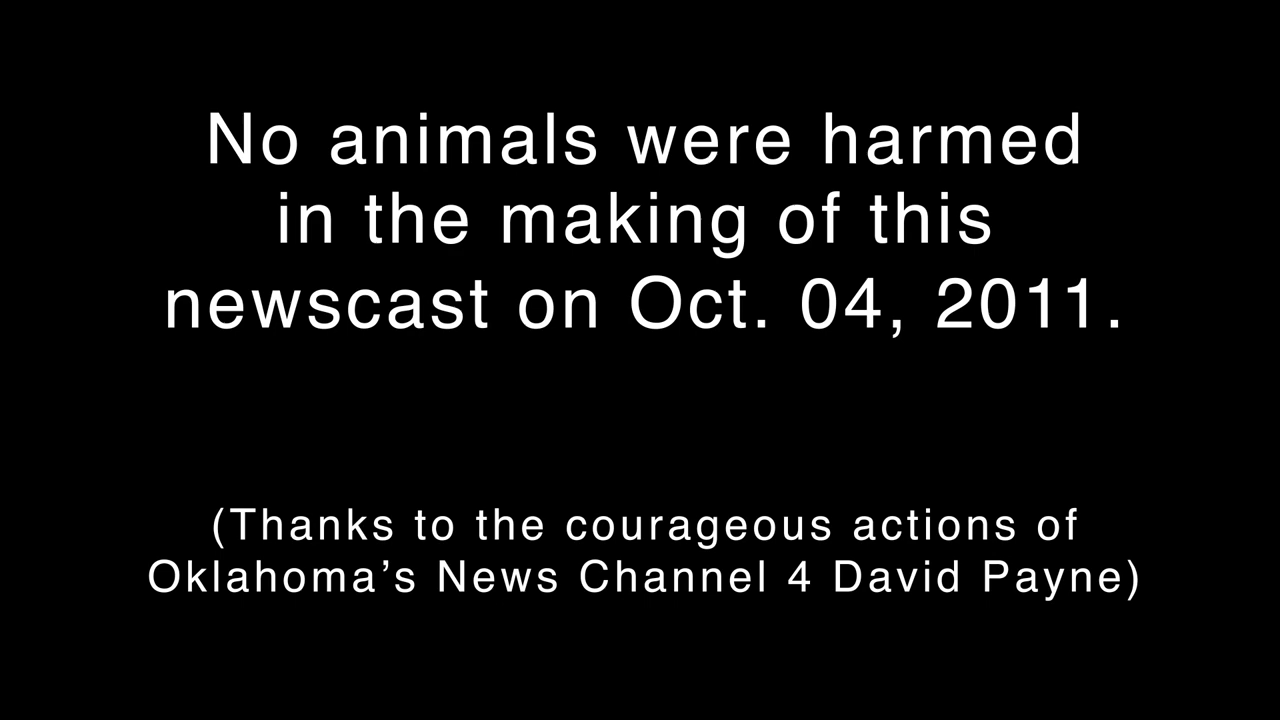 No animals were harmed
in the making of this
newscast on Oct. 04, 2011.
(Thanks to the courageous actions of
Oklahoma’s News Channel 4 David Payne)